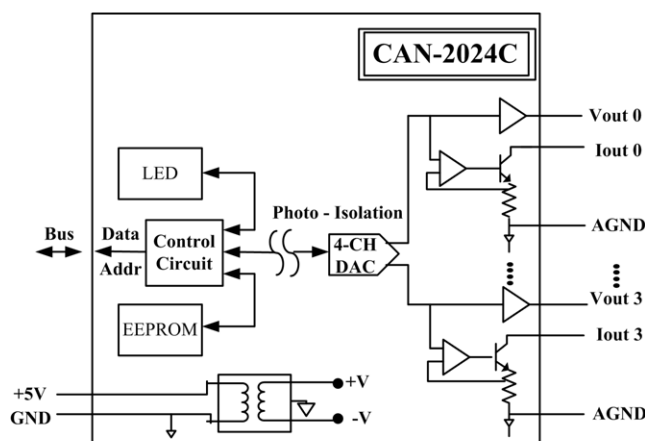 CAN-2024C
Vout 0
Iout 0
LED
Photo - Isolation
AGND
Bus
Data
Addr
Control
Circuit
4-CH
DAC
Vout 3
EEPROM
Iout 3
+5V
+V
GND
-V
AGND